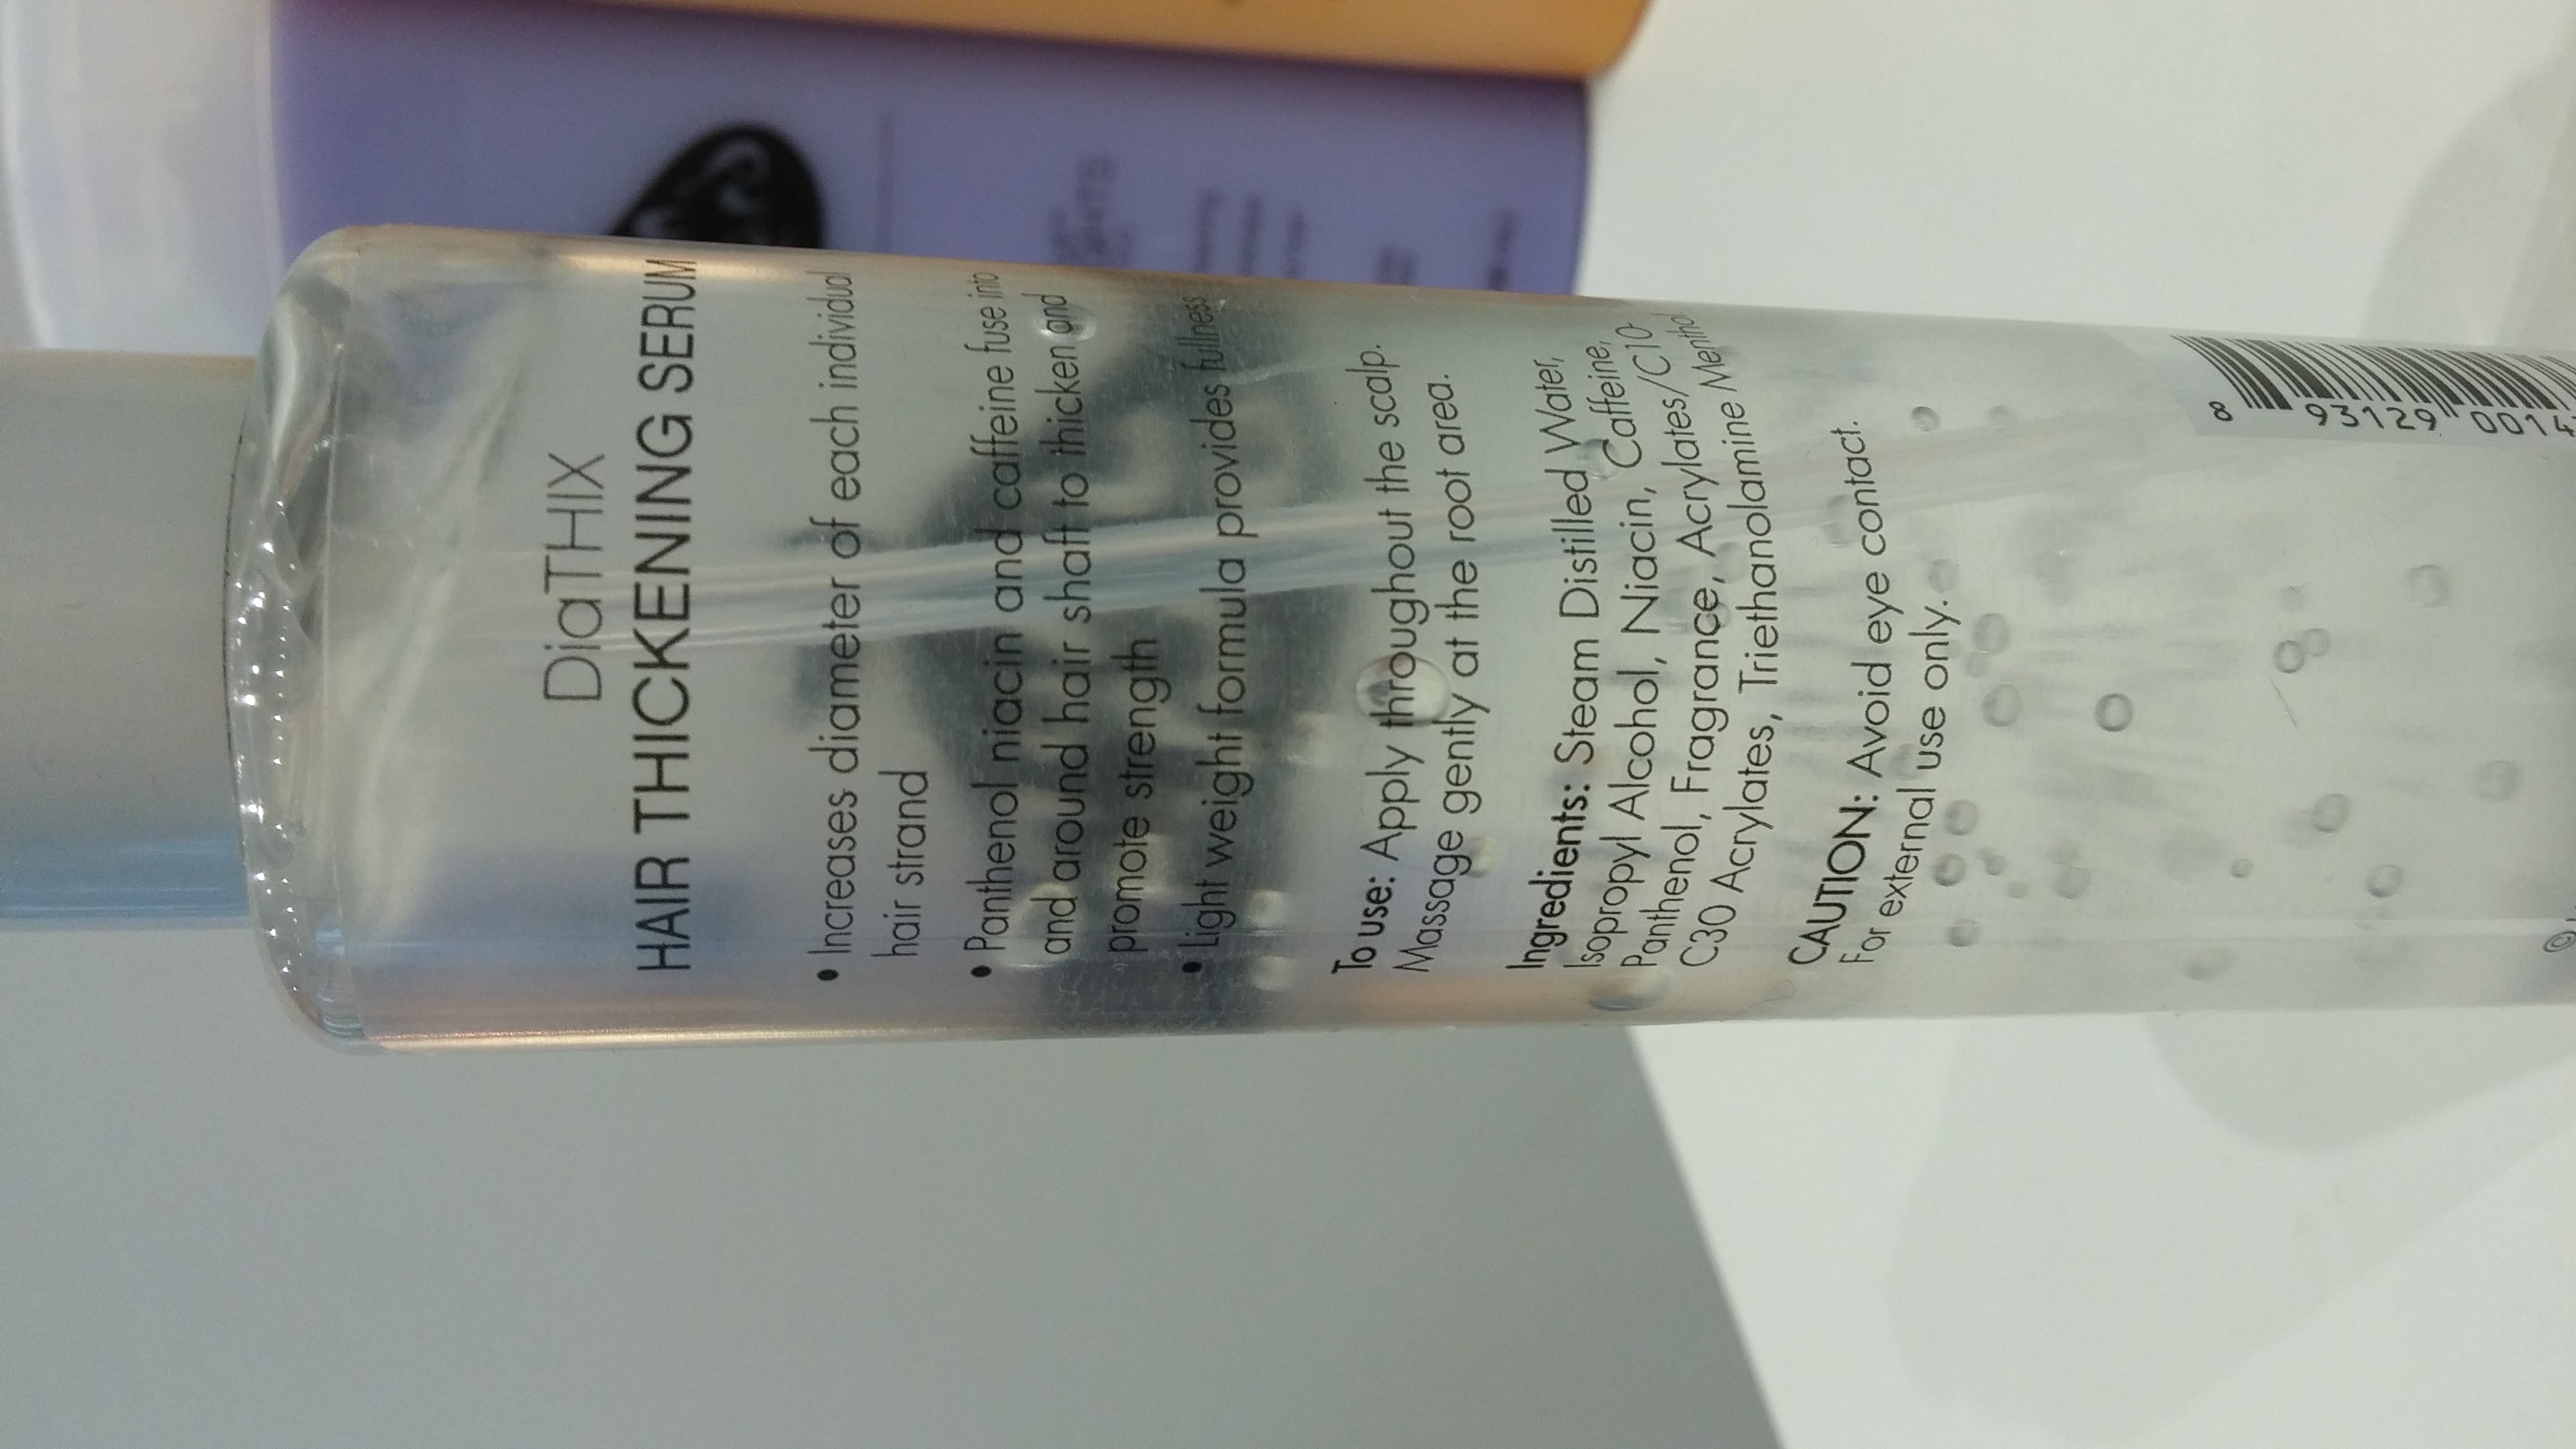 DiaTHIX
HAIR THICKENING SERUM
• Increases diameter of each individual
hair strand
• Panthenol niacin and caffeine fuse into
and around hair shaft to thicken and
promote strength
• Light weight formula provides fullness
To use: Apply throughout the scalp.
Massage gently at the root area.
Ingredients: Steam Distilled Water,
Isopropyl Alcohol, Niacin, Caffeine,
Panthenol, Fragrance, Acrylates/C10-
C30 Acrylates, Triethanolamine Menthol
CAUTION: Avoid eye contact.
For external use only.
8 93129 0014
©